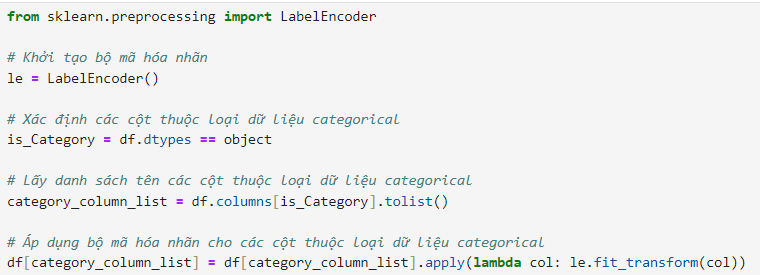 from sklearn.preprocessing import LabelEncoder
# Khởi tạo bộ mã hóa nhãn
le = LabelEncoder()
# Xác định các cột thuộc loại dữ liệu categorical
is_Category = df.dtypes == object
# Lấy danh sách tên các cột thuộc loại dữ liệu categorical
category_column_list = df.columns[is_Category].tolist()
# Áp dụng bộ mã hóa nhãn cho các cột thuộc loại dữ liệu categorical
df[category_column_list] = df[category_column_list].apply(lambda col: le.fit_transform(col))